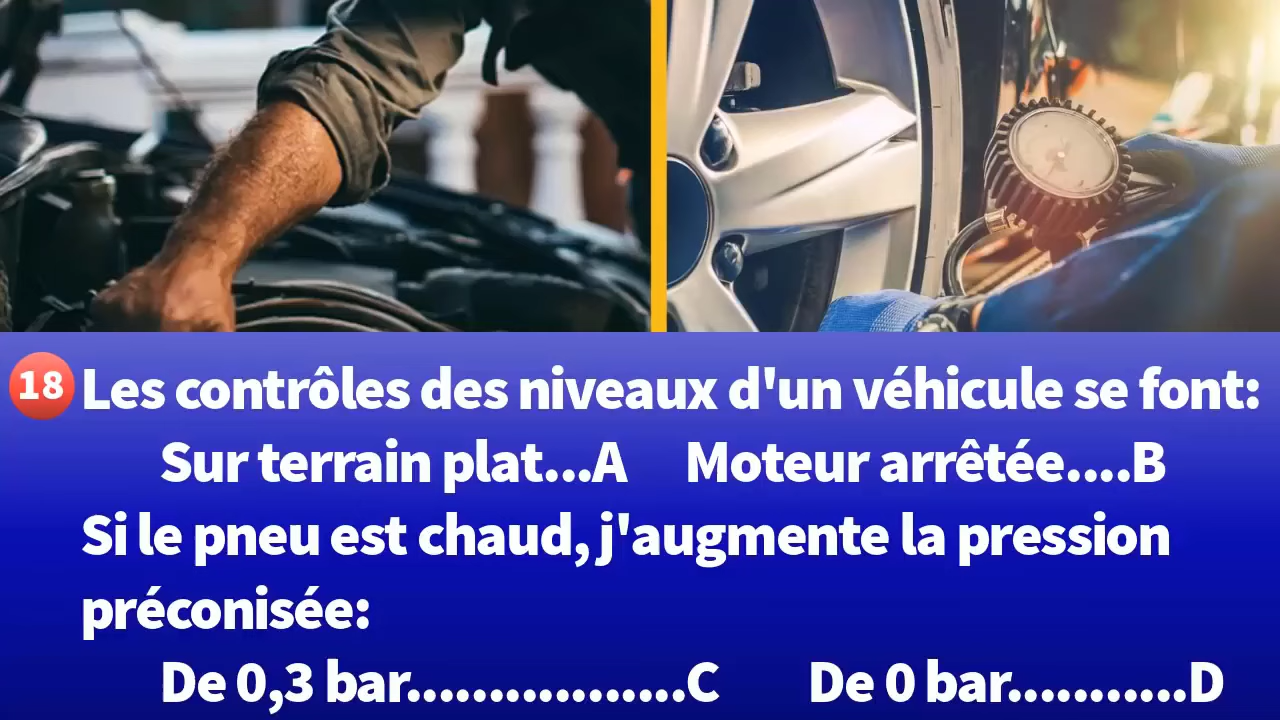 18 Les contrôles des niveaux d'un véhicule se font:
Sur terrain plat...A Moteur arrêtée....B
Si le pneu est chaud, j'augmente la pression
préconisée:
De 0,3 bar.................C De 0 bar...........D